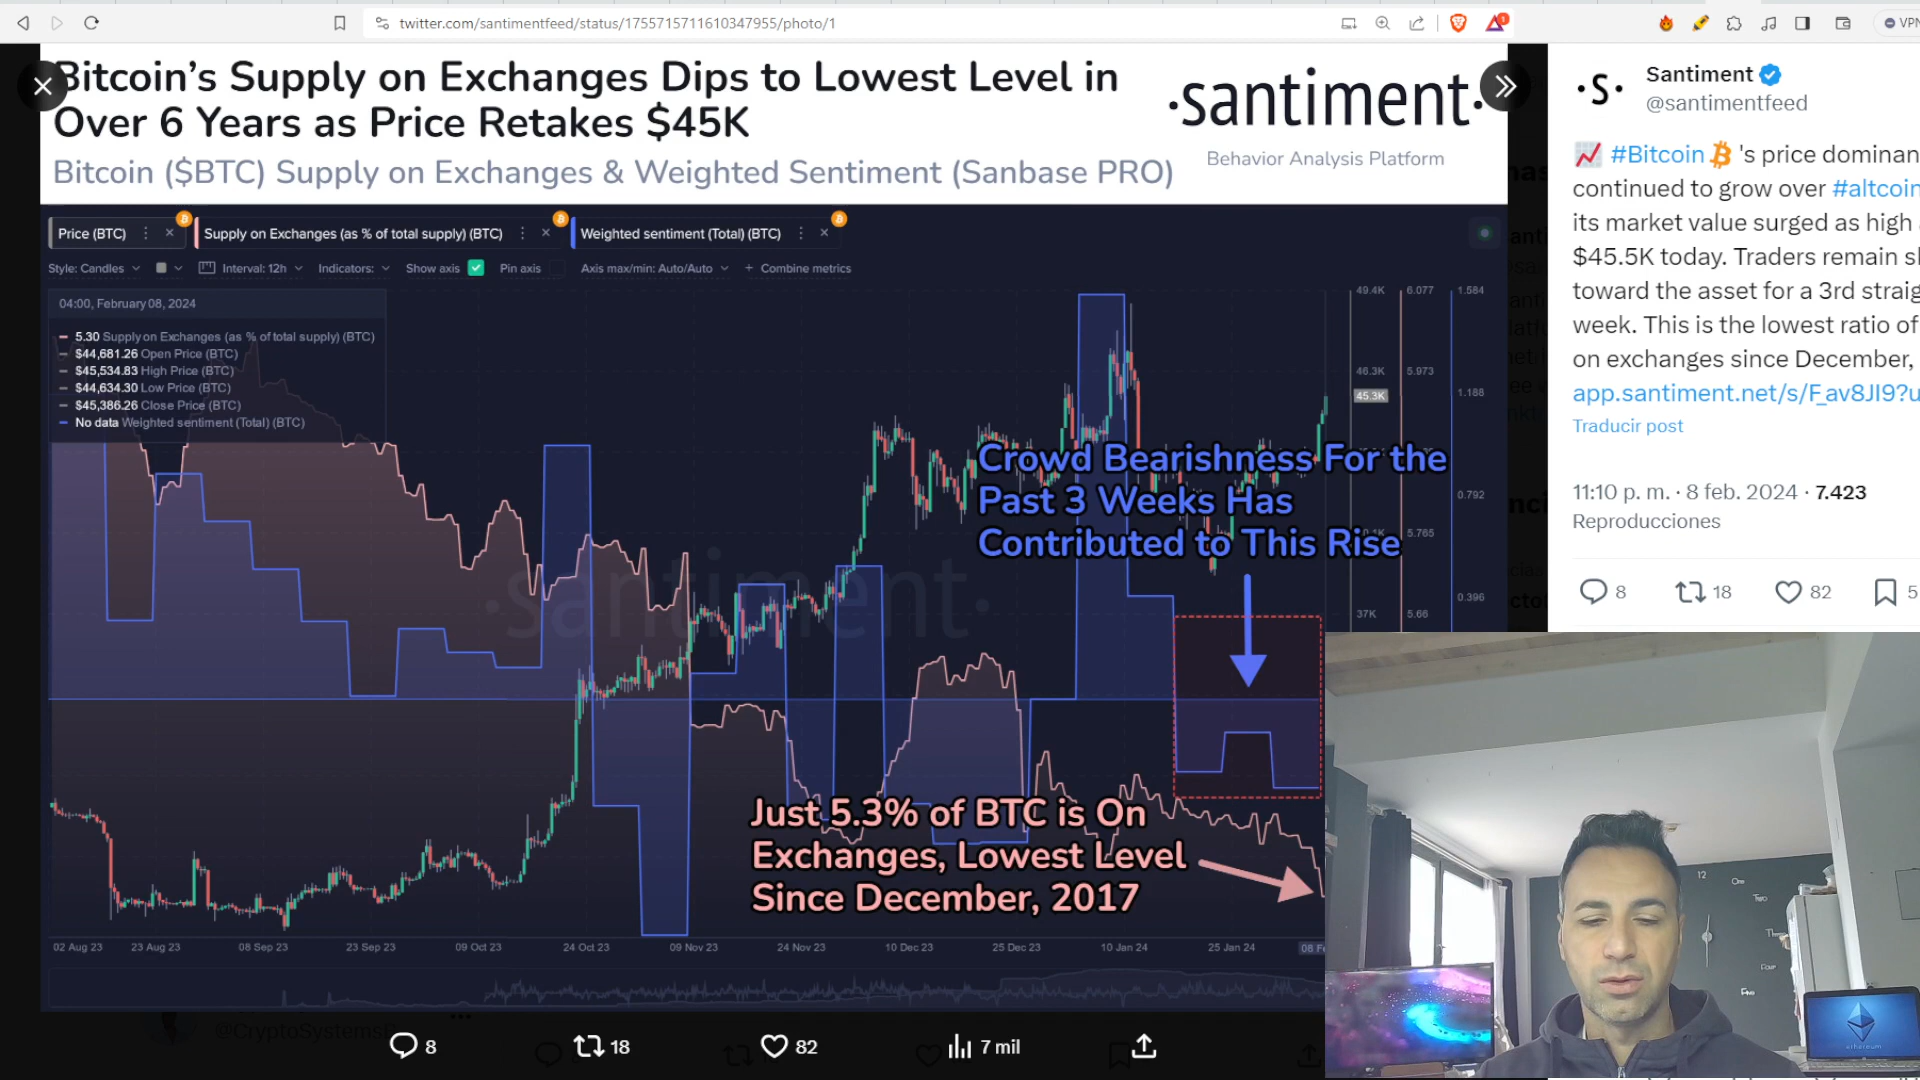 twitter.com/santimentfeed/status/1755715711610347955/photo/1
VPN
Bitcoin's Supply on Exchanges Dips to Lowest Level in
Over 6 Years as Price Retakes $45K
Bitcoin ($BTC) Supply on Exchanges & Weighted Sentiment (Sanbase PRO)
·santiment·
Behavior Analysis Platform
Price (BTC)
Supply on Exchanges (as % of total supply) (BTC)
Weighted sentiment (Total) (BTC)
Style: Candles
Interval: 12h
Indicators:
Show axis
Pin axis
Axis max/min: Auto/Auto
+ Combine metrics
04:00, February 08, 2024
5.30 Supply on Exchanges (as % of total supply) (BTC)
$44,681.26 Open Price (BTC)
$45,534.83 High Price (BTC)
$44,634.30 Low Price (BTC)
$45,386.26 Close Price (BTC)
No data Weighted sentiment (Total) (BTC)
49.4K 6.077 1.584
46.3K 5.973
1.188
45.3K
0.792
5.765
0.396
37K 5.66
Crowd Bearishness For the
Past 3 Weeks Has
Contributed to This Rise
·santiment·
Just 5.3% of BTC is On
Exchanges, Lowest Level
Since December, 2017
02 Aug 23 23 Aug 23 08 Sep 23 23 Sep 23 09 Oct 23 24 Oct 23 09 Nov 23 24 Nov 23 10 Dec 23 25 Dec 23 10 Jan 24 25 Jan 24 08 Fe
8
18
82
7 mil
·S·
Santiment
@santimentfeed
#Bitcoin 's price dominan
continued to grow over #altcoin
its market value surged as high
$45.5K today. Traders remain
toward the asset for a 3rd straig
week. This is the lowest ratio of
on exchanges since December,
app.santiment.net/s/F_av8JI9?u
Traducir post
11:10 p. m. · 8 feb. 2024 · 7.423
Reproducciones
8
18
82
5
12
One
Two
Four
Five
ethereum